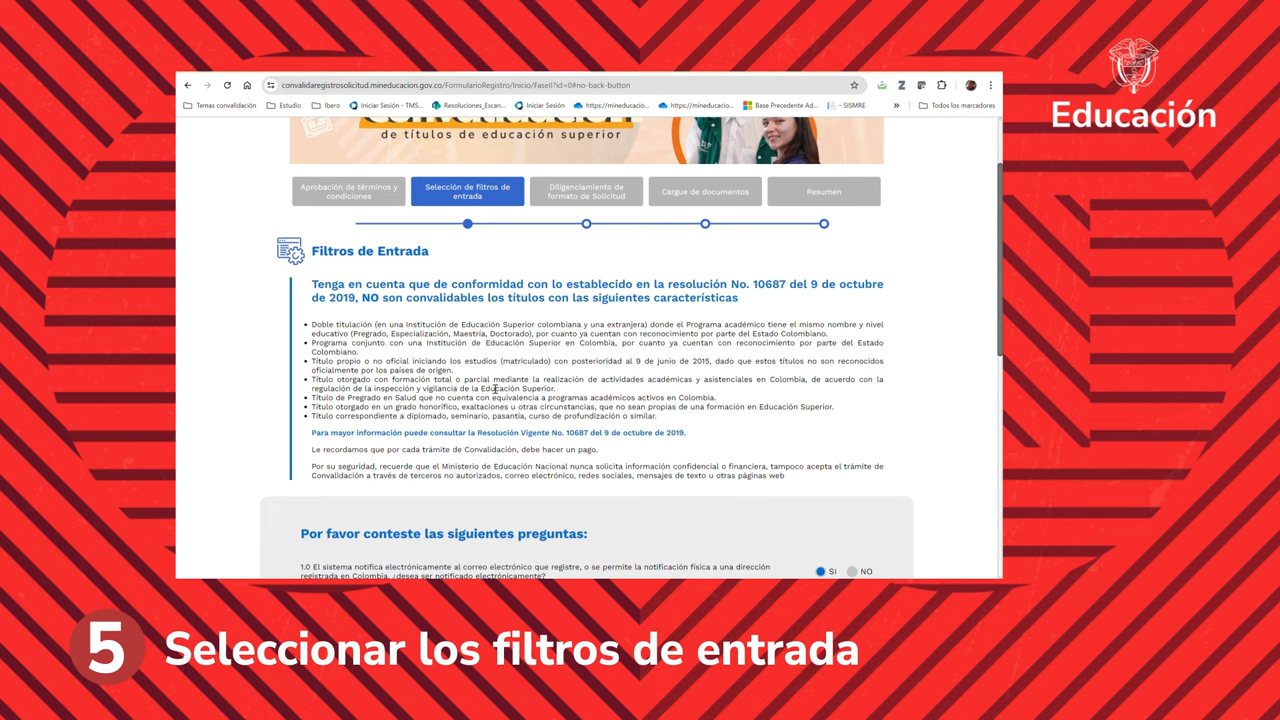 Educación
convalidaregistrosolicitud.mineducacion.gov.co/FormularioRegistro/Inicio/FaseII?id=0#no-back-button
Temas convalidación
Estudio
Ibero
Iniciar Sesión - TMS...
Resoluciones_Escan...
Iniciar Sesión
https://mineducacio...
https://mineducacio...
Base Precedente Ad...
- SISMRE
»
Todos los marcadores
de títulos de educación superior
Aprobación de términos y
condiciones
Selección de filtros de
entrada
Diligenciamiento de
formato de Solicitud
Cargue de documentos
Resumen
Filtros de Entrada
Tenga en cuenta que de conformidad con lo establecido en la resolución No. 10687 del 9 de octubre
de 2019, NO son convalidables los títulos con las siguientes características
Doble titulación (en una Institución de Educación Superior colombiana y una extranjera) donde el Programa académico tiene el mismo nombre y nivel
educativo (Pregrado, Especialización, Maestría, Doctorado), por cuanto ya cuentan con reconocimiento por parte del Estado Colombiano.
Programa conjunto con una Institución de Educación Superior en Colombia, por cuanto ya cuentan con reconocimiento por parte del Estado
Colombiano.
Título propio o no oficial iniciando los estudios (matriculado) con posterioridad al 9 de junio de 2015, dado que estos títulos no son reconocidos
oficialmente por los países de origen.
Título otorgado con formación total o parcial mediante la realización de actividades académicas y asistenciales en Colombia, de acuerdo con la
regulación de la inspección y vigilancia de la Educación Superior.
Título de Pregrado en Salud que no cuenta con equivalencia a programas académicos activos en Colombia.
Título otorgado en un grado honorífico, exaltaciones u otras circunstancias, que no sean propias de una formación en Educación Superior.
Título correspondiente a diplomado, seminario, pasantía, curso de profundización o similar.
Para mayor información puede consultar la Resolución Vigente No. 10687 del 9 de octubre de 2019.
Le recordamos que por cada trámite de Convalidación, debe hacer un pago.
Por su seguridad, recuerde que el Ministerio de Educación Nacional nunca solicita información confidencial o financiera, tampoco acepta el trámite de
Convalidación a través de terceros no autorizados, correo electrónico, redes sociales, mensajes de texto u otras páginas web
Por favor conteste las siguientes preguntas:
1.0 El sistema notifica electrónicamente al correo electrónico que registre, o se permite la notificación física a una dirección
registrada en Colombia. ¿desea ser notificado electrónicamente?
SI
NO
5 Seleccionar los filtros de entrada